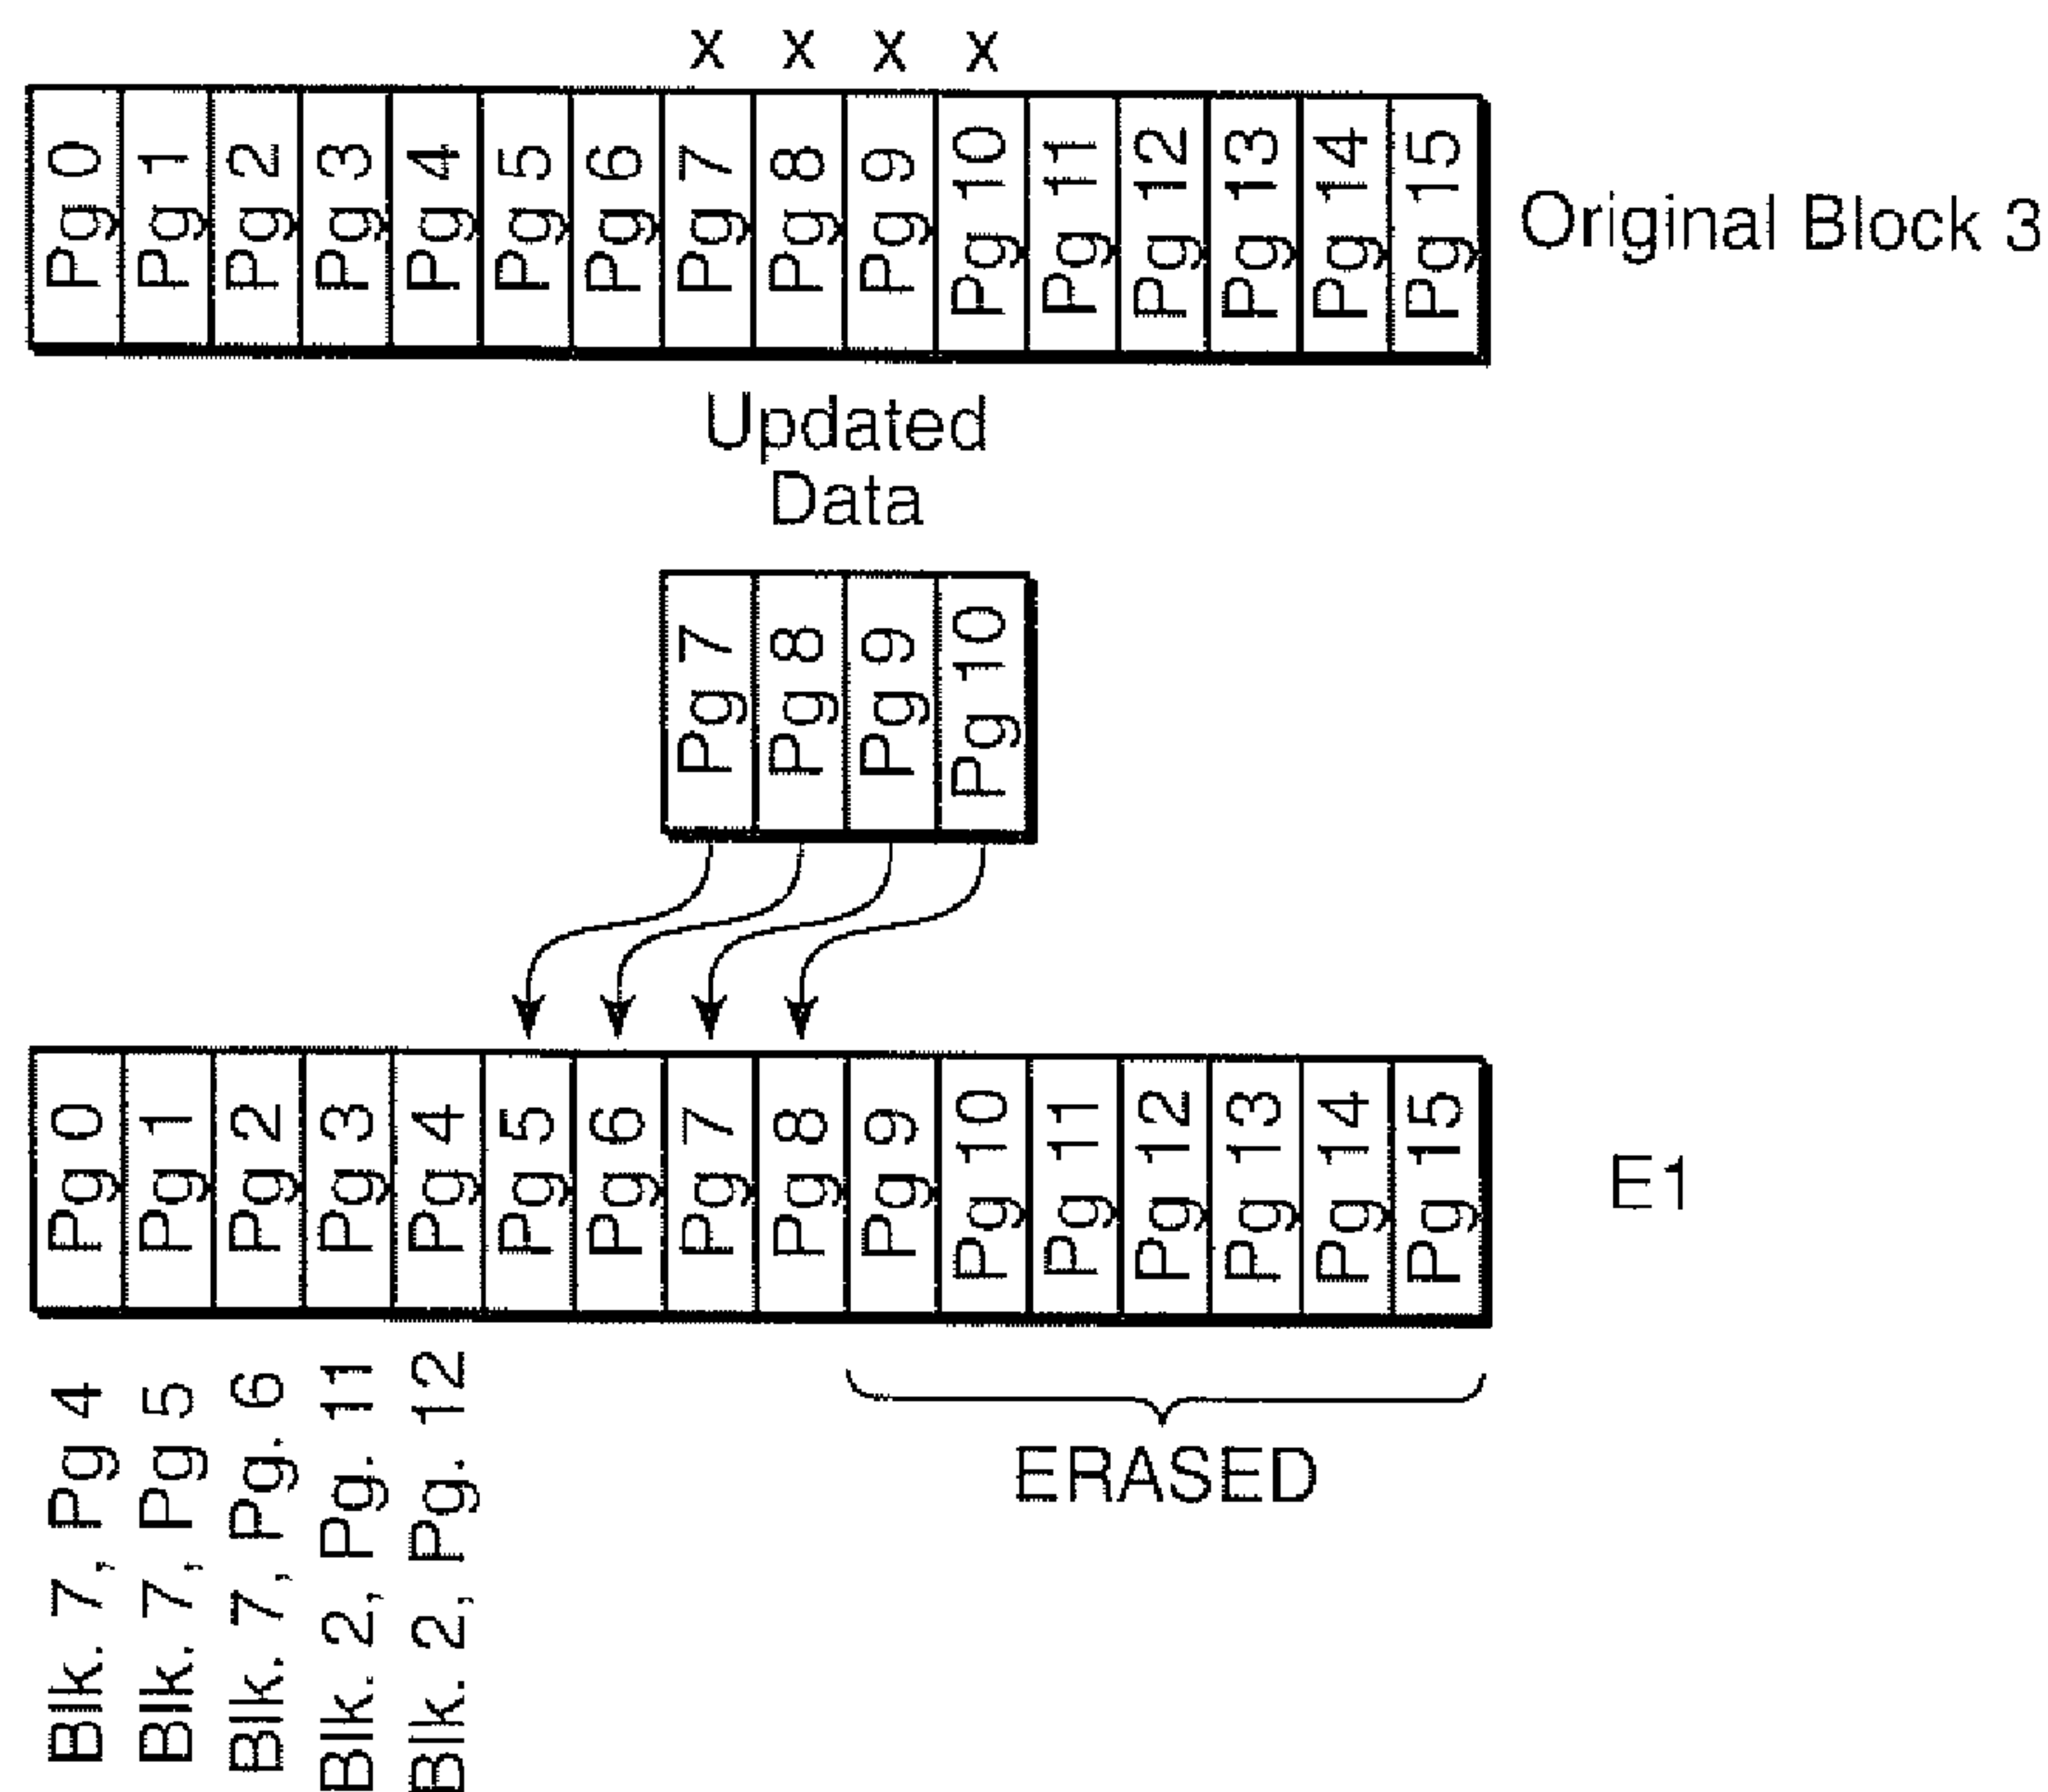 x x x x
Pg 0 Pg 1 Pg 2 Pg 3 Pg 4 Pg 5 Pg 6 Pg 7 Pg 8 Pg 9 Pg 10 Pg 11 Pg 12 Pg 13 Pg 14 Pg 15
Original Block 3
Updated
Data
Pg 7 Pg 8 Pg 9 Pg 10
Pg 0 Pg 1 Pg 2 Pg 3 Pg 4 Pg 5 Pg 6 Pg 7 Pg 8 Pg 9 Pg 10 Pg 11 Pg 12 Pg 13 Pg 14 Pg 15
E1
Blk. 7, Pg 4
Blk. 7, Pg 5
Blk. 7, Pg. 6
Blk. 2, Pg. 11
Blk. 2, Pg. 12
ERASED